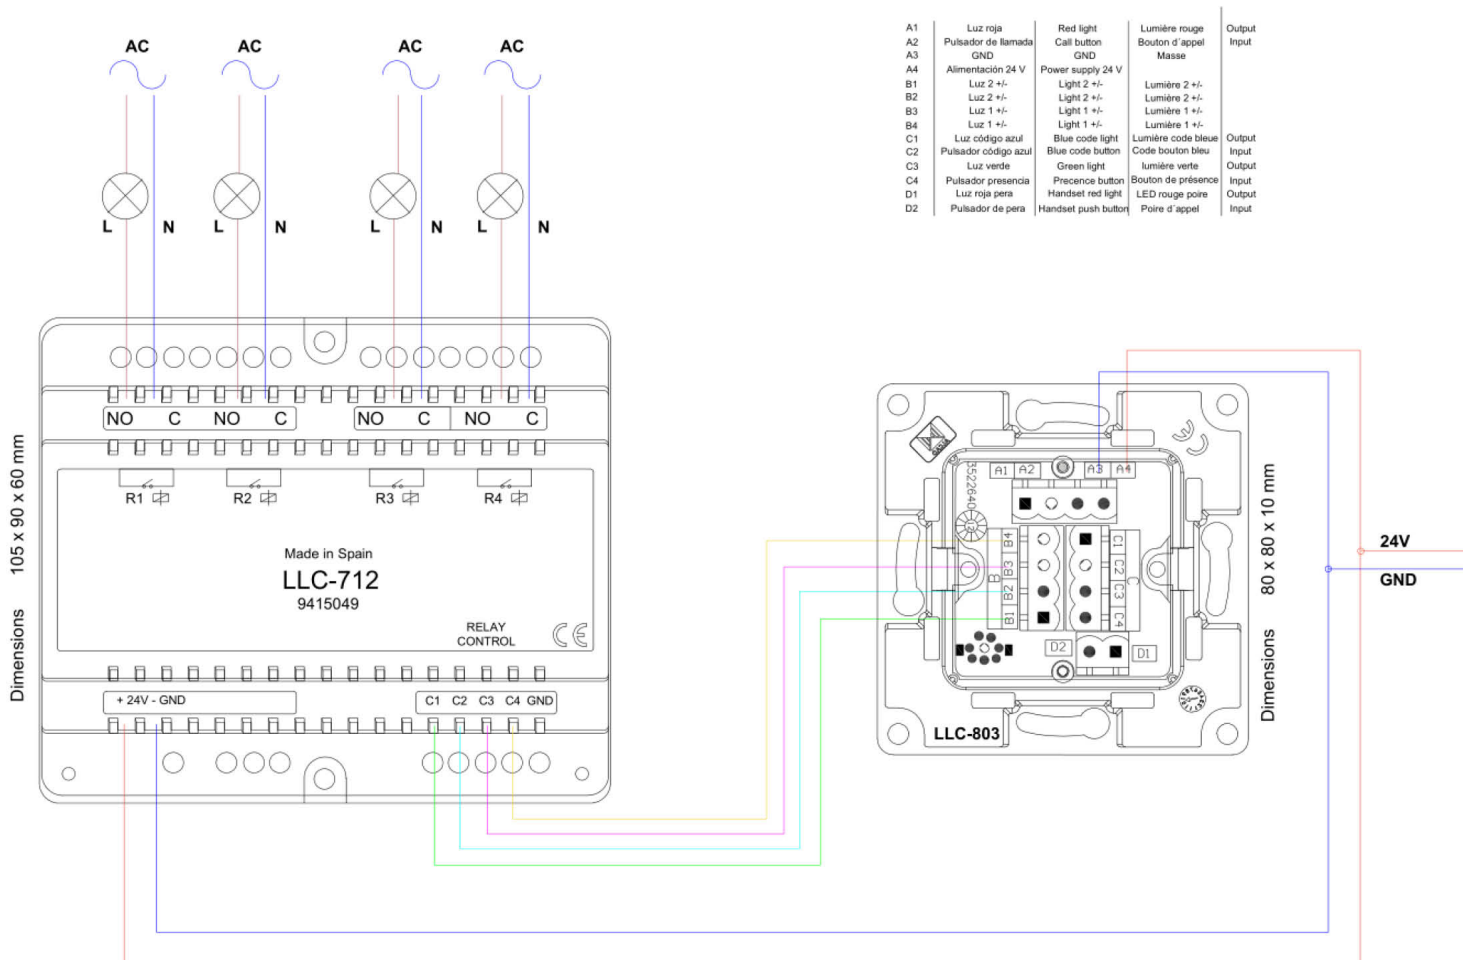 AC AC AC AC
A1 Luz roja Red light Lumière rouge Output
A2 Pulsador de llamada Call button Bouton d´appel Input
A3 GND GND Masse
A4 Alimentación 24 V Power supply 24 V
B1 Luz 2 +/- Light 2 +/- Lumière 2 +/-
B2 Luz 2 +/- Light 2 +/- Lumière 2 +/-
B3 Luz 1 +/- Light 1 +/- Lumière 1 +/-
B4 Luz 1 +/- Light 1 +/- Lumière 1 +/-
C1 Luz código azul Blue code light Lumière code bleue Output
C2 Pulsador código azul Blue code button Code bouton bleu Input
C3 Luz verde Green light lumière verte Output
C4 Pulsador presencia Precence button Bouton de présence Input
D1 Luz roja pera Handset red light LED rouge poire Output
D2 Pulsador de pera Handset push button Poire d´appel Input
L N L N L N L N
NO C NO C NO C NO C
R1 R2 R3 R4
Made in Spain
LLC-712
9415049
RELAY
CONTROL
CE
+ 24V - GND
C1 C2 C3 C4 GND
Dimensions 105 x 90 x 60 mm
CE
3522640
A1 A2 A3 A4
12
B
B4
B3
B2
B1
C1
C2
C3
C4
C
D2 D1
LLC-803
Dimensions 80 x 80 x 10 mm
24V
GND